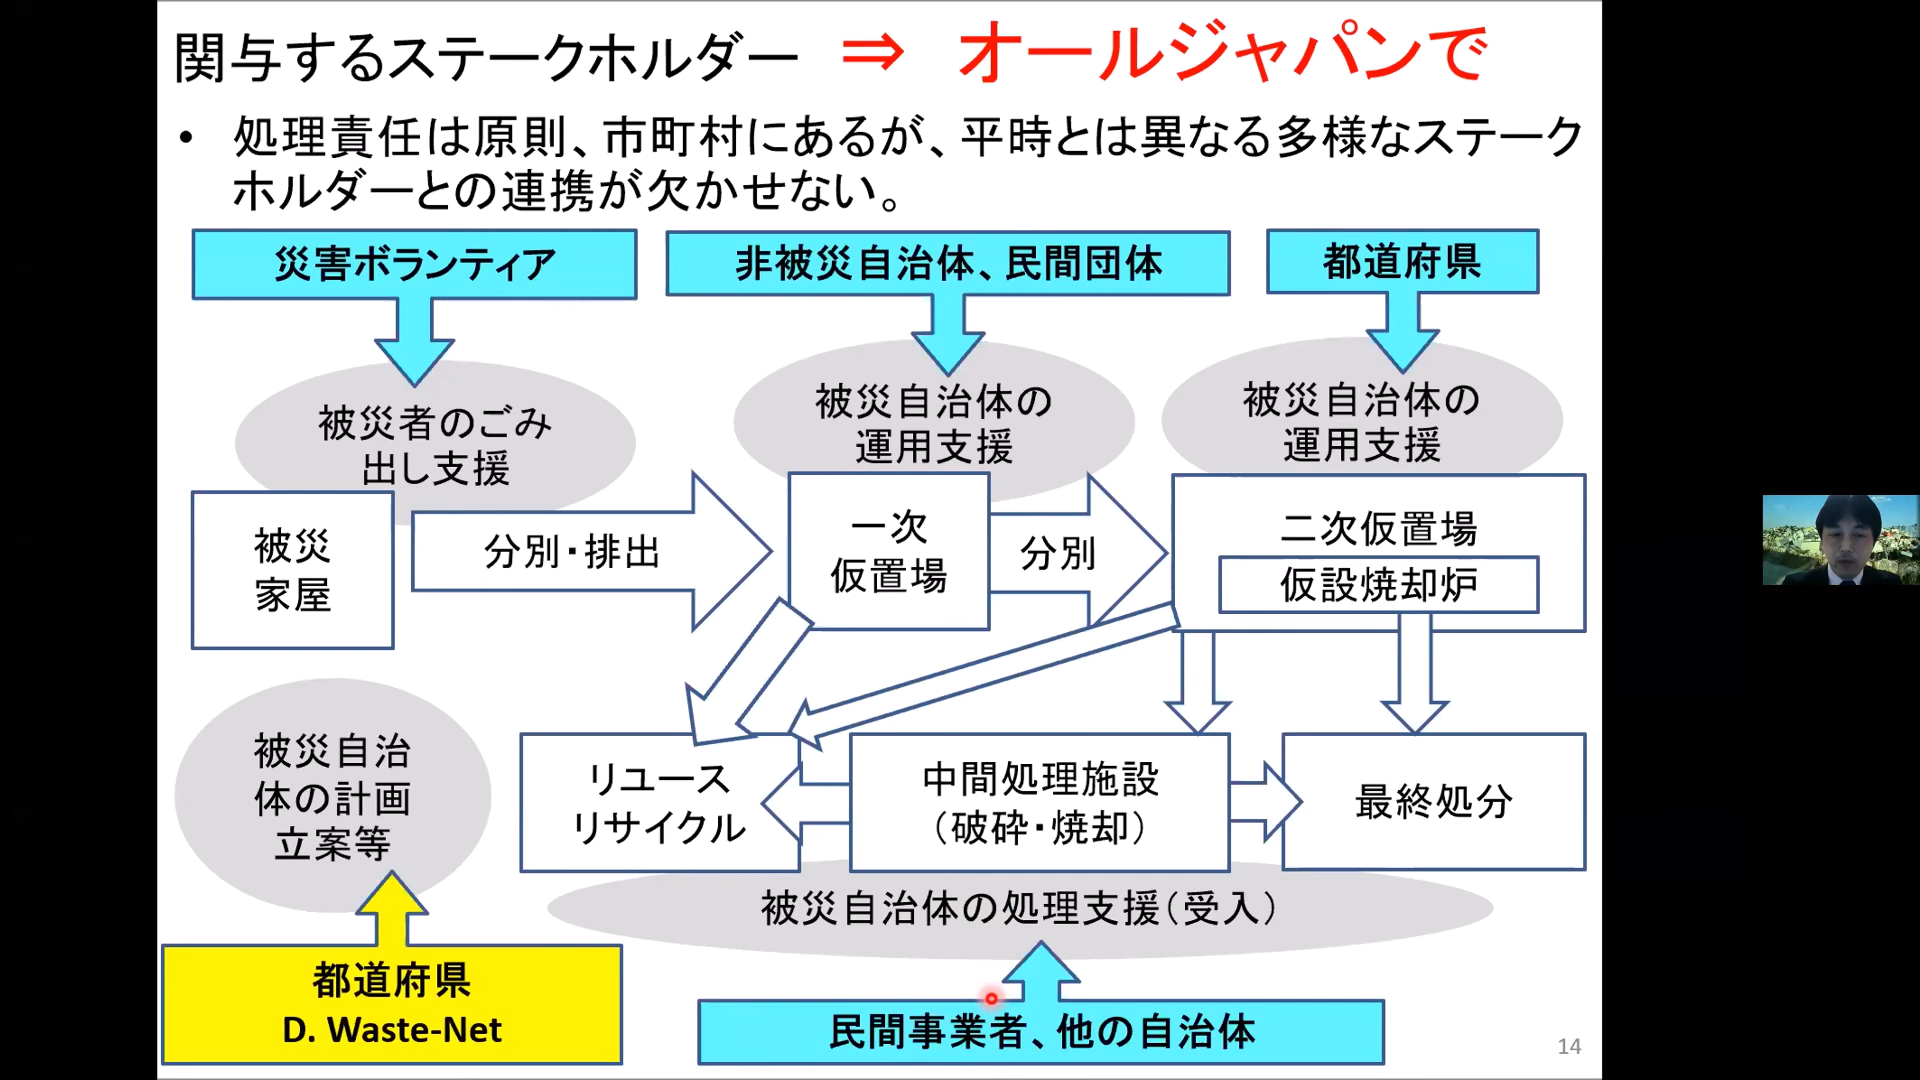 関与するステークホルダー ⇒ オールジャパンで
• 処理責任は原則、市町村にあるが、平時とは異なる多様なステーク
ホルダーとの連携が欠かせない。
災害ボランティア
非被災自治体、民間団体
都道府県
被災者のごみ
出し支援
被災自治体の
運用支援
被災自治体の
運用支援
被災
家屋
分別・排出
一次
仮置場
分別
二次仮置場
仮設焼却炉
被災自治
体の計画
立案等
リユース
リサイクル
中間処理施設
（破砕・焼却）
最終処分
被災自治体の処理支援（受入）
都道府県
D. Waste-Net
民間事業者、他の自治体
14